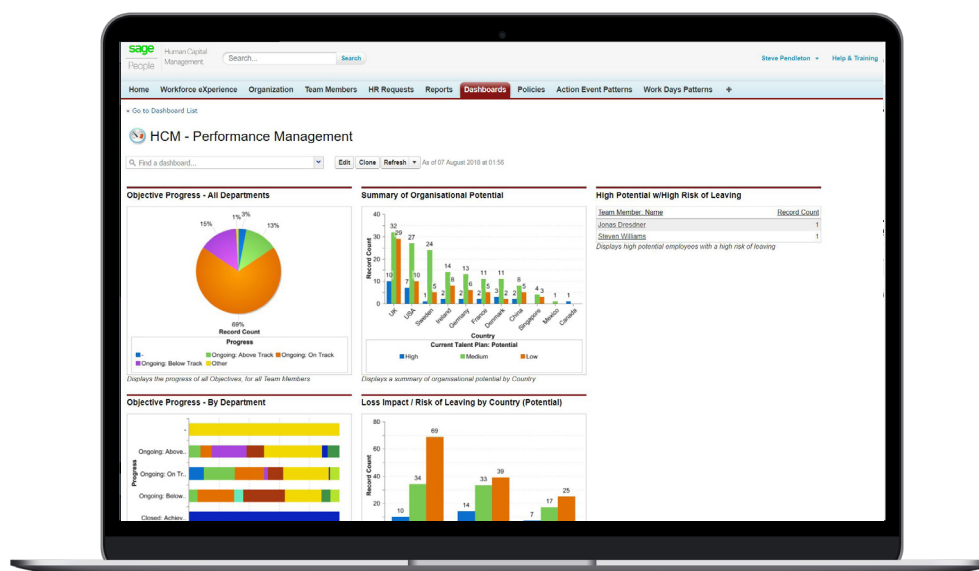 sage
People
Human Capital
Management
Search...
Search
Steve Pendleton
Help & Training
Home Workforce eXperience Organization Team Members HR Requests Reports Dashboards Policies Action Event Patterns Work Days Patterns +
« Go to Dashboard List
HCM - Performance Management
Find a dashboard...
Edit Clone Refresh As of 07 August 2018 at 01:56
Objective Progress - All Departments
15% 1% 3% 13%
69%
Record Count
Progress
- Ongoing: Above Track Ongoing: On Track
Ongoing: Below Track Other
Displays the progress of all Objectives, for all Team Members
Summary of Organisational Potential
Record Count
40
30
20
10
0
10 32 29
7 27 10
1 24 5
2 14 8
2 13 6
2 11 5
3 11 2
2 8 5
4 3
1
1
UK USA Sweden Ireland Germany France Denmark China Singapore Mexico Canada
Country
Current Talent Plan: Potential
High Medium Low
Displays a summary of organisational potential by Country
High Potential w/High Risk of Leaving
Team Member: Name Record Count
Jonas Dresdner 1
Steven Williams 1
Displays high potential employees with a high risk of leaving
Objective Progress - By Department
Progress
-
Ongoing: Above..
Ongoing: On Tr..
Ongoing: Below..
Closed: Achiev..
Loss Impact / Risk of Leaving by Country (Potential)
Record Count
80
60
40
20
10 34 69
14 33 39
7 17 25